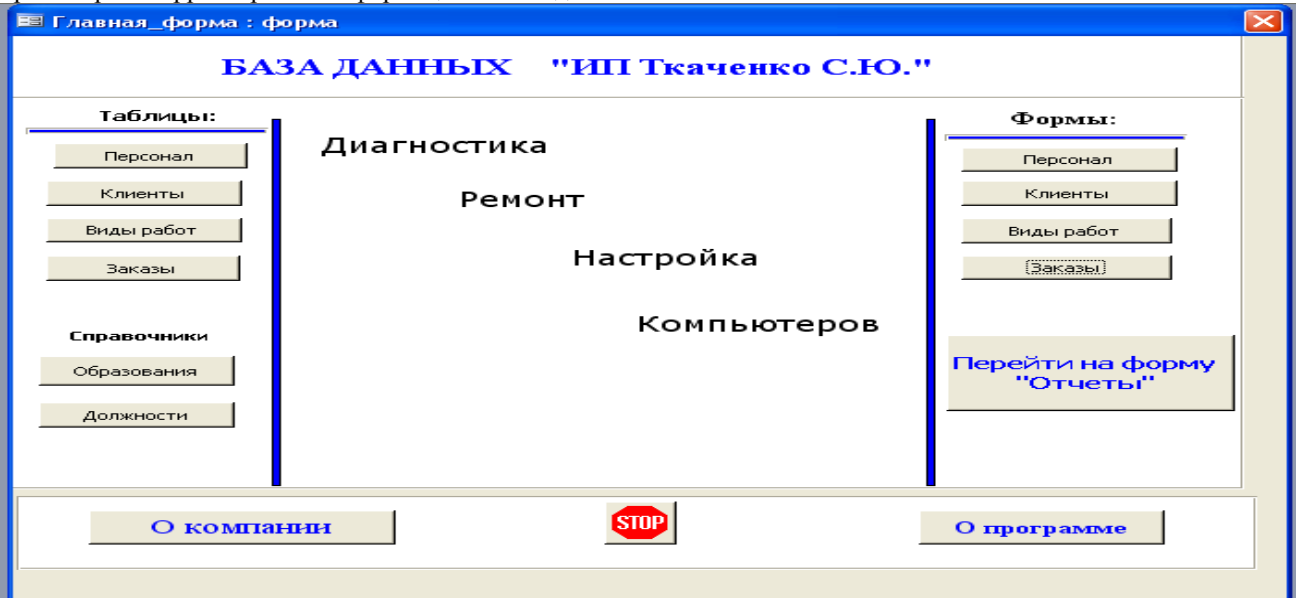 Главная_форма : форма
БАЗА ДАННЫХ "ИП Ткаченко С.Ю."
Таблицы:
Персонал
Клиенты
Виды работ
Заказы
Справочники
Образования
Должности
Диагностика
Ремонт
Настройка
Компьютеров
Формы:
Персонал
Клиенты
Виды работ
Заказы
Перейти на форму
"Отчеты"
О компании
STOP
О программе